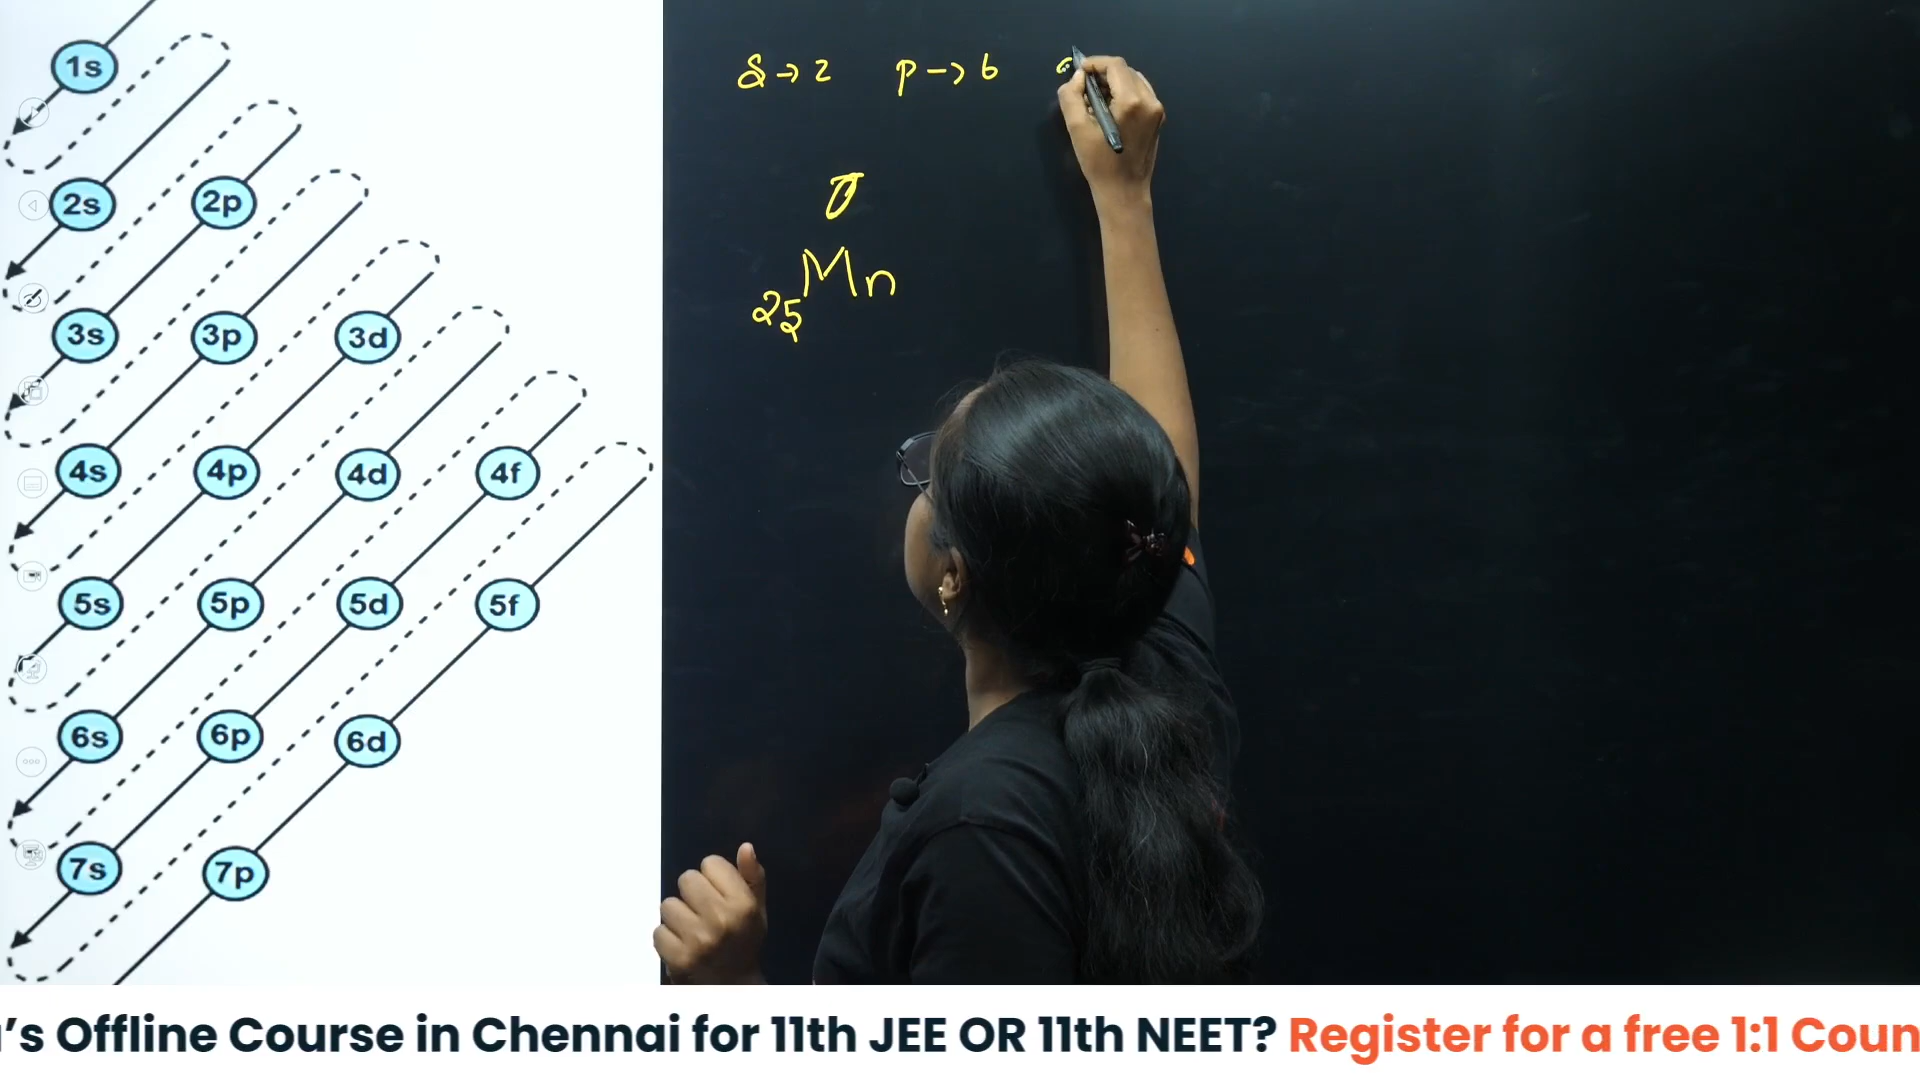 1s
2s 2p
3s 3p 3d
4s 4p 4d 4f
5s 5p 5d 5f
6s 6p 6d
7s 7p
s → 2 p → 6
25Mn
's Offline Course in Chennai for 11th JEE OR 11th NEET? Register for a free 1:1 Coun